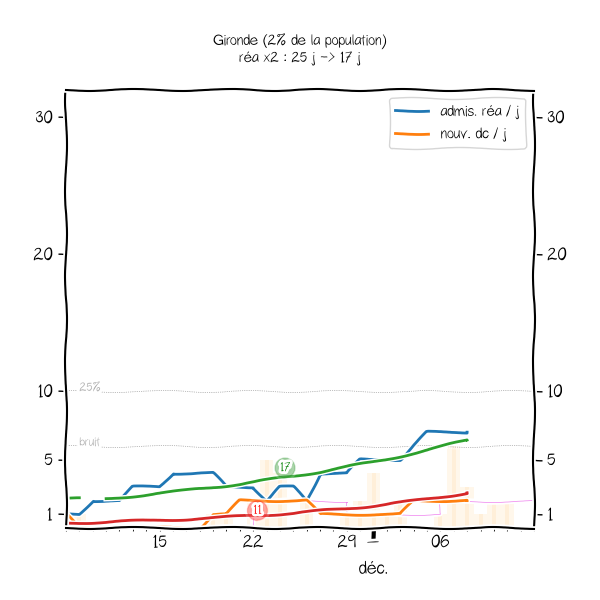 Gironde (2% de la population)
réa x2 : 25 j -> 17 j
admis. réa / j
nouv. dc / j
30
30
20
20
10
25%
10
bruit
5
17
5
1
11
1
15
22
29
06
déc.